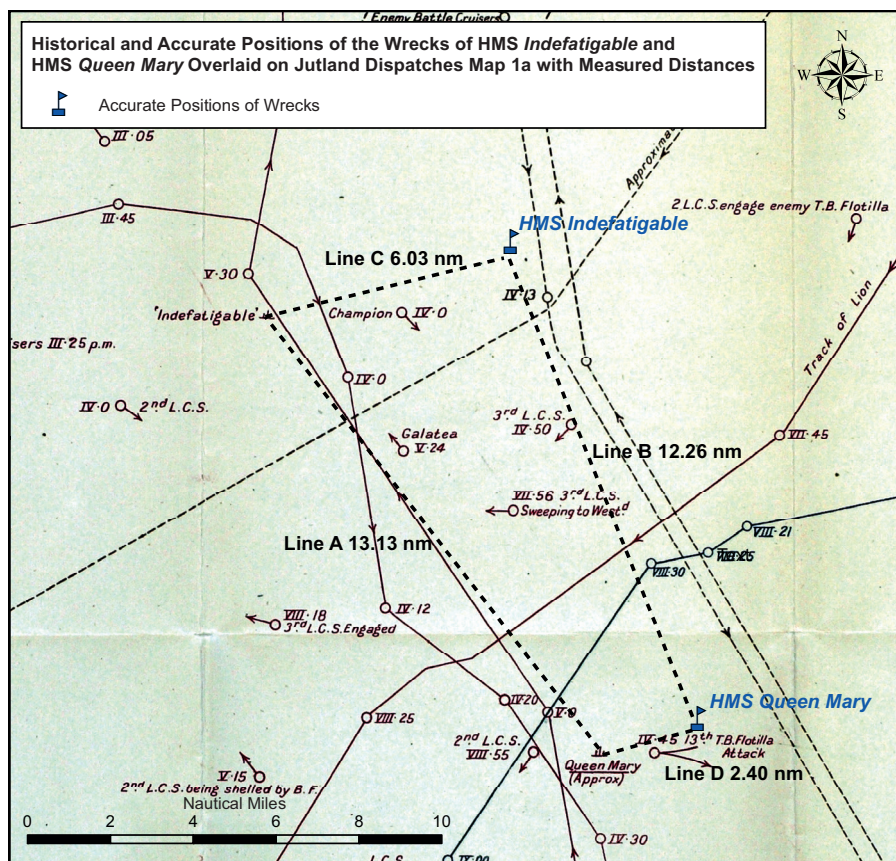 Enemy Battle Cruisers
Historical and Accurate Positions of the Wrecks of HMS Indefatigable and
HMS Queen Mary Overlaid on Jutland Dispatches Map 1a with Measured Distances
Accurate Positions of Wrecks
N
W E
S
III·05
Approximat
III·45
2.L.C.S. engage enemy T.B. Flotilla
HMS Indefatigable
Line C 6.03 nm
V·30
IV·13
'Indefatigable'
Champion IV·0
Track of Lion
isers III·25 p.m.
IV·0
IV·0 2nd L.C.S.
3rd L.C.S.
IV·50
Galatea
V·24
Line B 12.26 nm
VII·45
VII·56 3rd L.C.S.
Sweeping to Westd
VIII·21
Line A 13.13 nm
VIII·30
IV·12
VIII·18
3rd L.C.S. Engaged
IV·20
V·0
HMS Queen Mary
VIII·25
2nd L.C.S.
VIII·55
IV·45 13th T.B. Flotilla
Attack
Queen Mary
(Approx)
Line D 2.40 nm
V·15
2nd L.C.S. being shelled by B.F.
Nautical Miles
0 2 4 6 8 10
IV·30
L.C.S.
IV·00